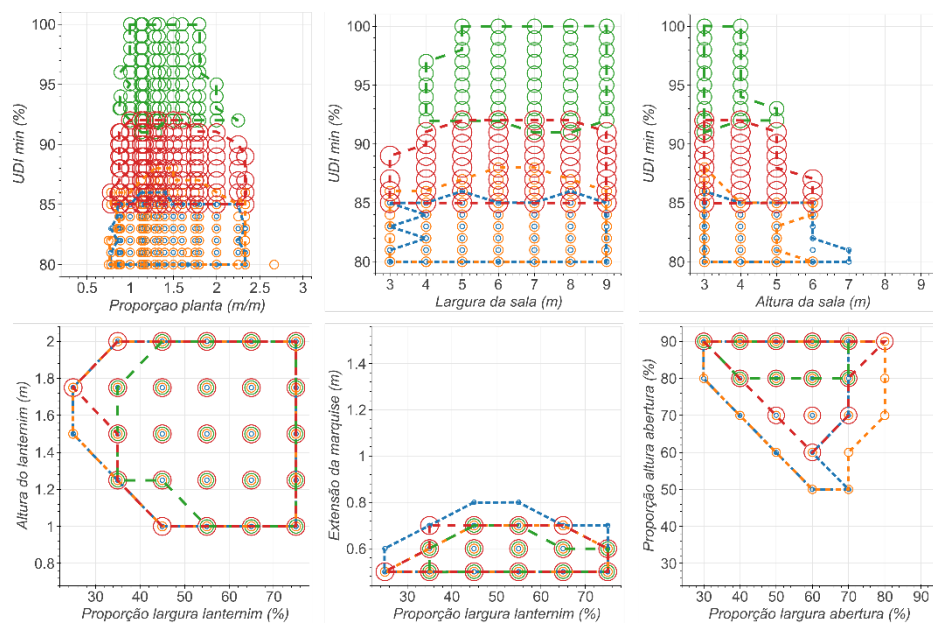 100
95
90
85
80
UDI min (%)
0.5 1 1.5 2 2.5 3
Proporçao planta (m/m)
100
95
90
85
80
UDI min (%)
3 4 5 6 7 8 9
Largura da sala (m)
100
95
90
85
80
UDI min (%)
3 4 5 6 7 8 9
Altura da sala (m)
2
1.8
1.6
1.4
1.2
1
0.8
Altura do lanternim (m)
30 40 50 60 70
Proporção largura lanternim (%)
1.4
1.2
1
0.8
0.6
Extensão da marquise (m)
30 40 50 60 70
Proporção largura lanternim (%)
90
80
70
60
50
40
30
Proporção altura abertura (%)
30 40 50 60 70 80 90
Proporção largura abertura (%)